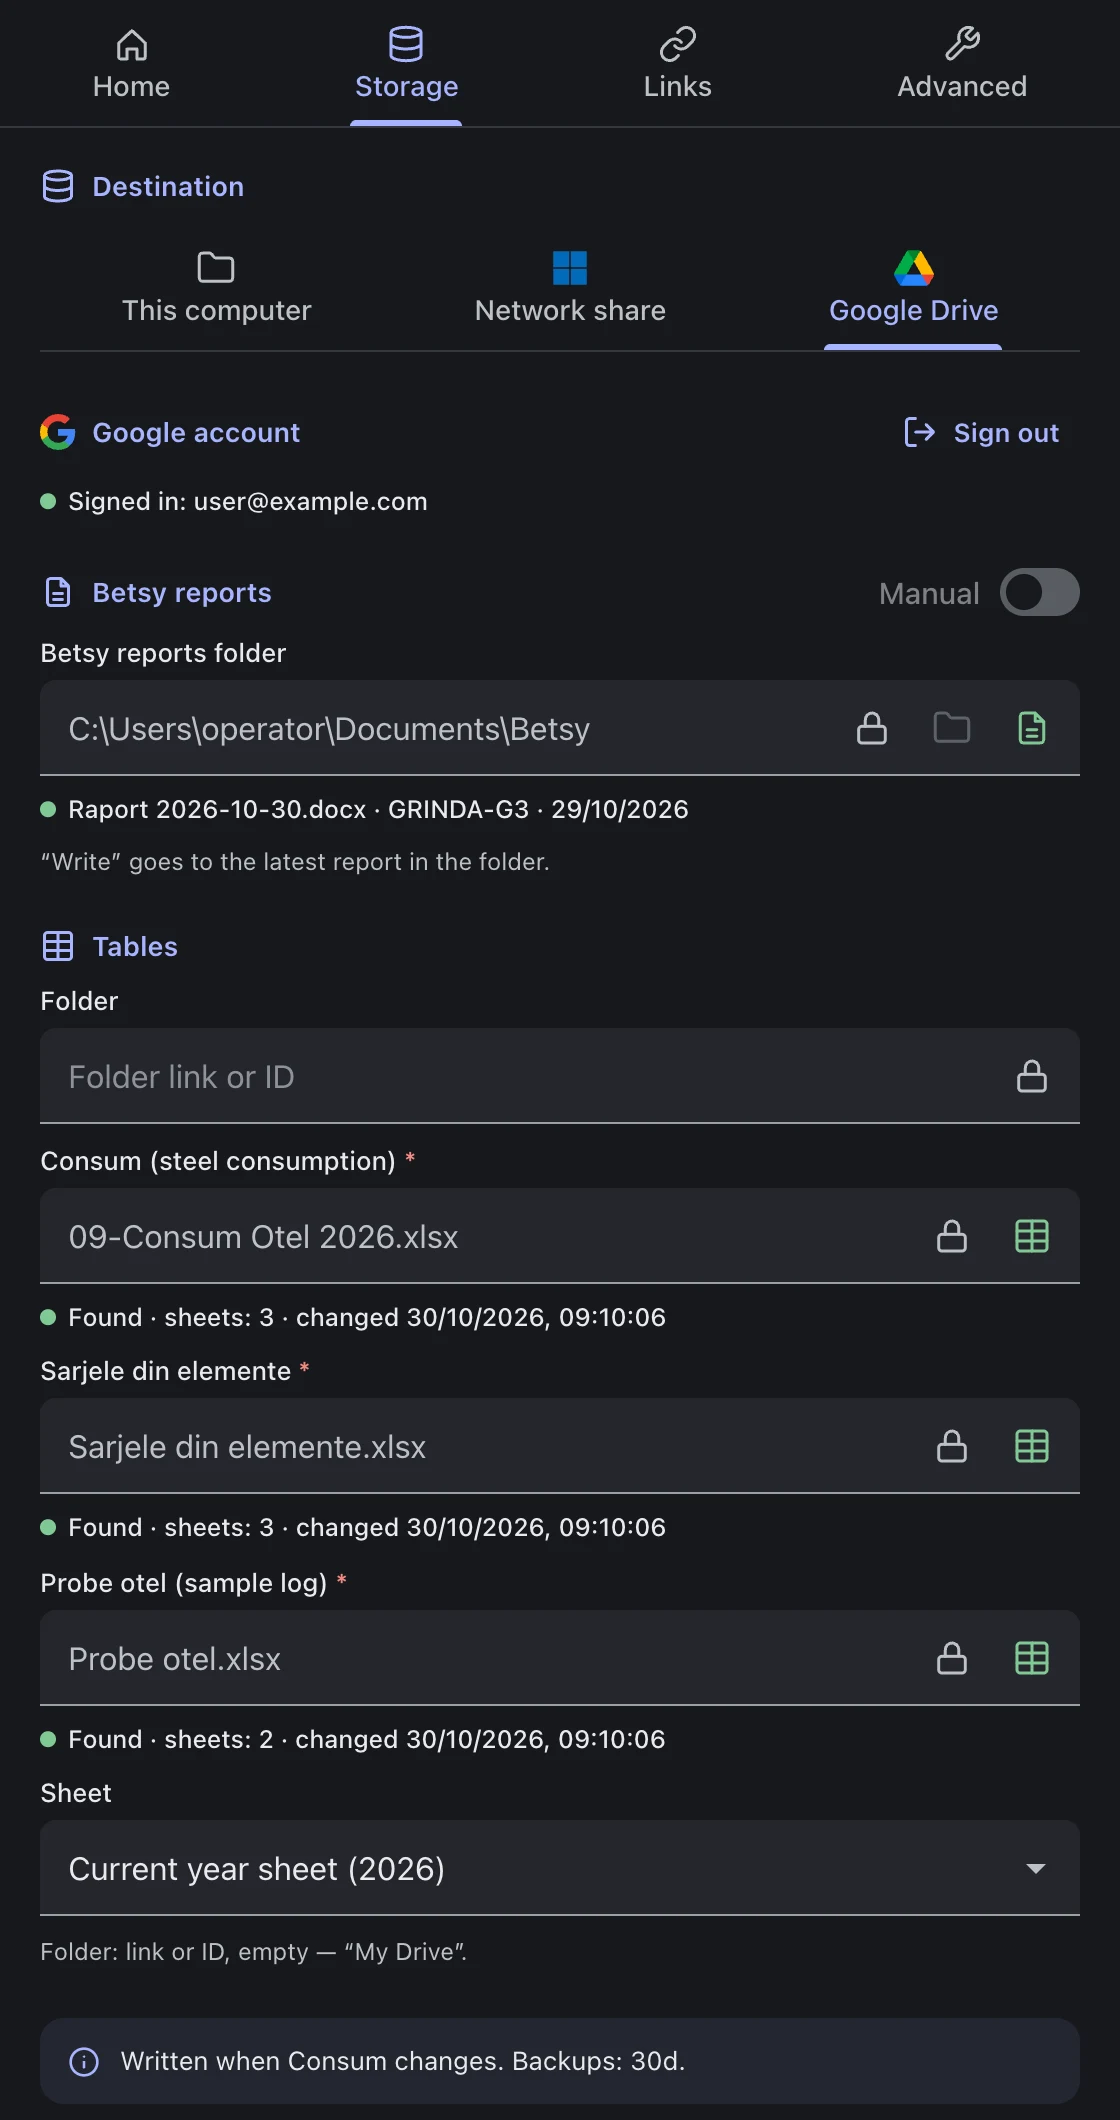 Home
Storage
Links
Advanced
Destination
This computer
Network share
Google Drive
Google account
Sign out
Signed in: user@example.com
Betsy reports
Manual
Betsy reports folder
C:\Users\operator\Documents\Betsy
Raport 2026-10-30.docx · GRINDA-G3 · 29/10/2026
“Write” goes to the latest report in the folder.
Tables
Folder
Folder link or ID
Consum (steel consumption) *
09-Consum Otel 2026.xlsx
Found · sheets: 3 · changed 30/10/2026, 09:10:06
Sarjele din elemente *
Sarjele din elemente.xlsx
Found · sheets: 3 · changed 30/10/2026, 09:10:06
Probe otel (sample log) *
Probe otel.xlsx
Found · sheets: 2 · changed 30/10/2026, 09:10:06
Sheet
Current year sheet (2026)
Folder: link or ID, empty — “My Drive”.
Written when Consum changes. Backups: 30d.